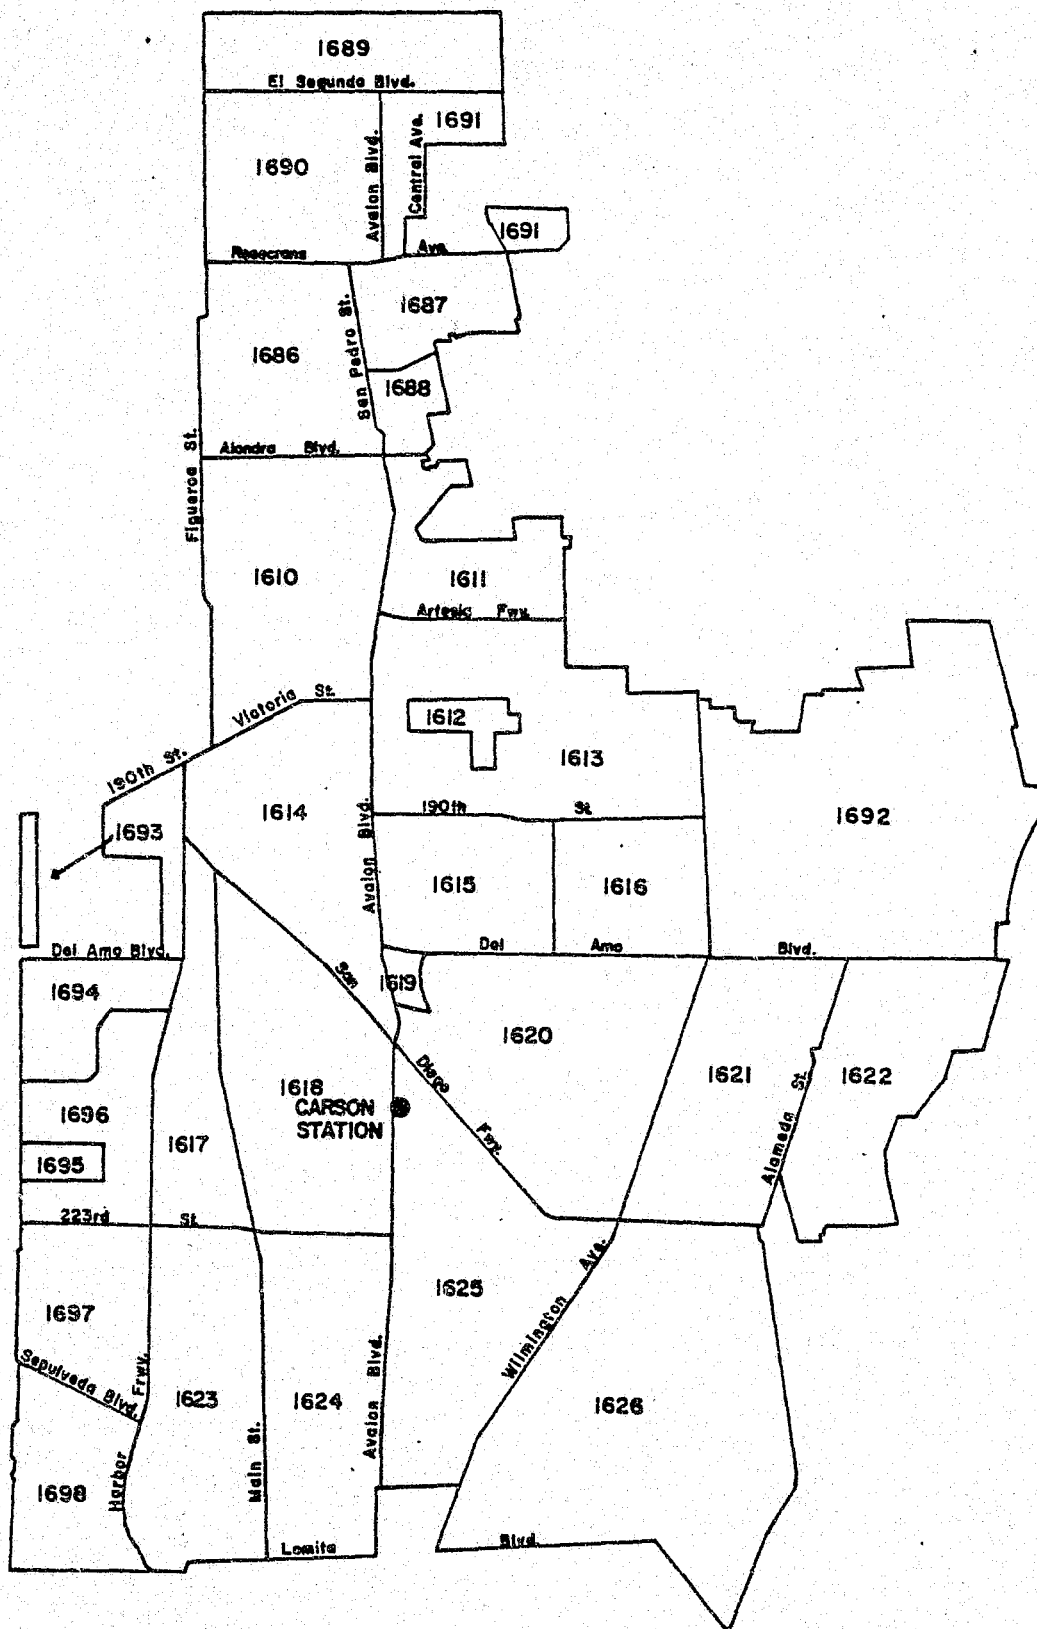 1689
El Segundo Blvd.
1691
Central Ave.
Avalon Blvd.
1690
1691
Rosecrans Ave.
1687
San Pedro St.
1686
1688
Figueroa St.
Alondra Blvd.
1610
1611
Artesia Fwy.
Victoria St.
1612
190th St.
1613
190th St.
1614
1692
1693
Avalon Blvd.
1615
1616
Del Amo Blvd.
Del Amo Blvd.
1694
1619
San Diego Fwy.
1620
1621
1622
Alameda St.
1618
CARSON
STATION
1696
1617
1695
223rd St.
1625
1697
Wilmington Ave.
Sepulveda Blvd.
Harbor Frwy.
1623
1624
Avalon Blvd.
1626
Main St.
1698
Lomita Blvd.